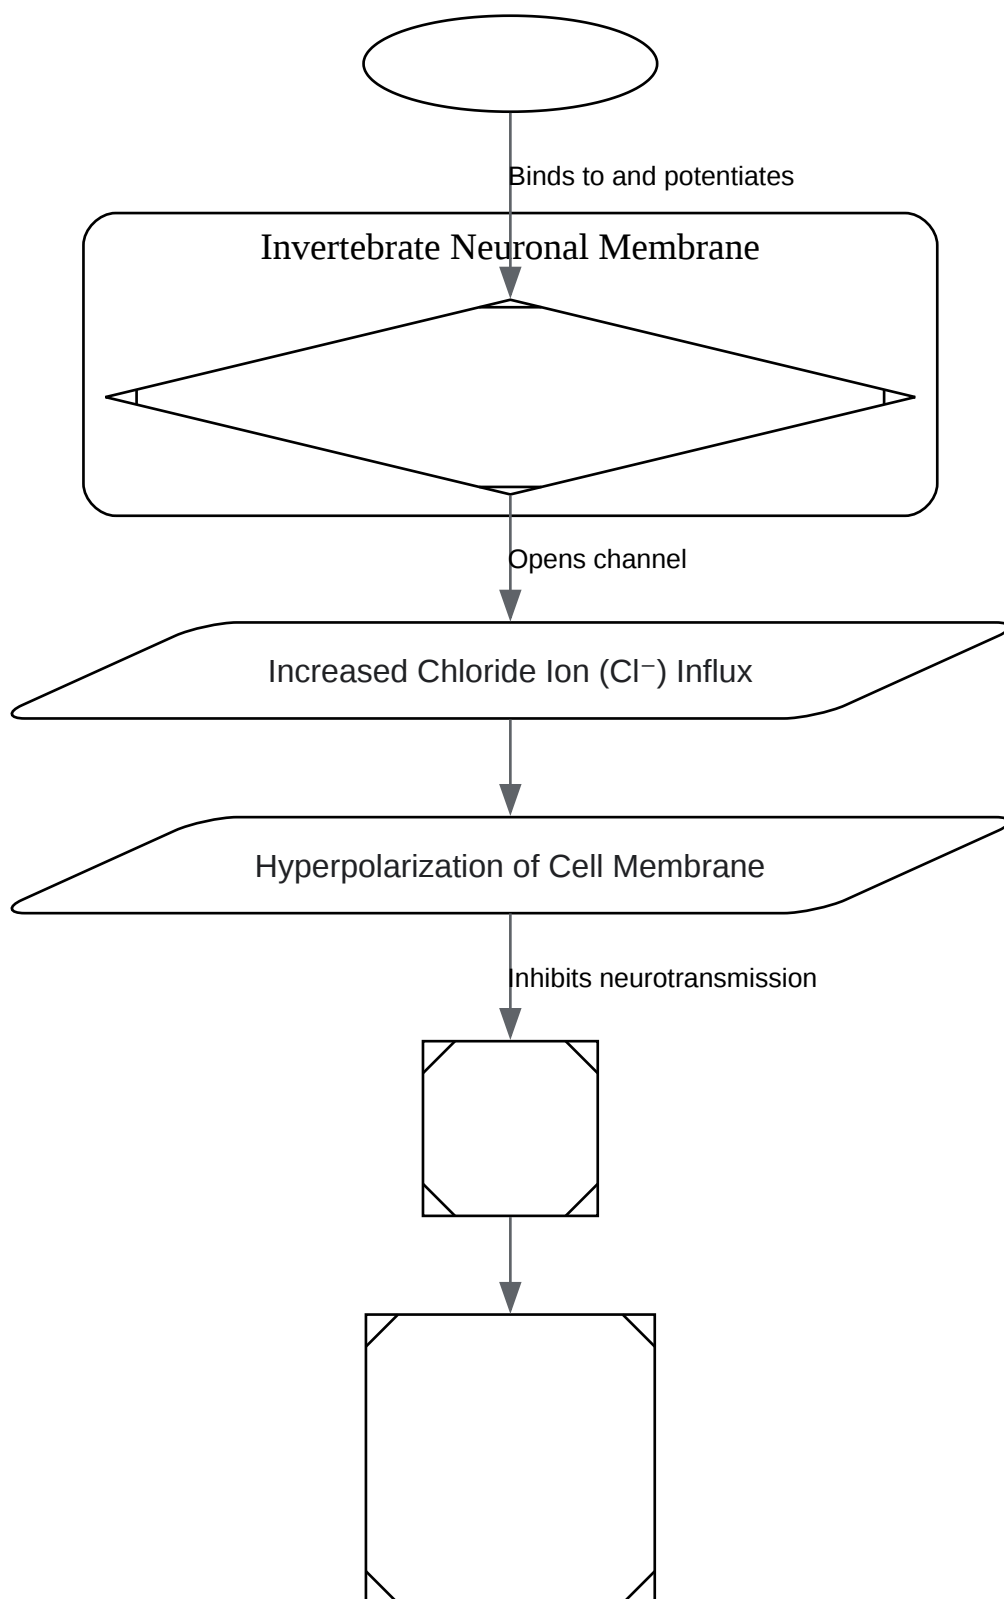 Binds to and potentiates
Invertebrate Neuronal Membrane
Opens channel
Increased Chloride Ion (Cl⁻) Influx
Hyperpolarization of Cell Membrane
Inhibits neurotransmission